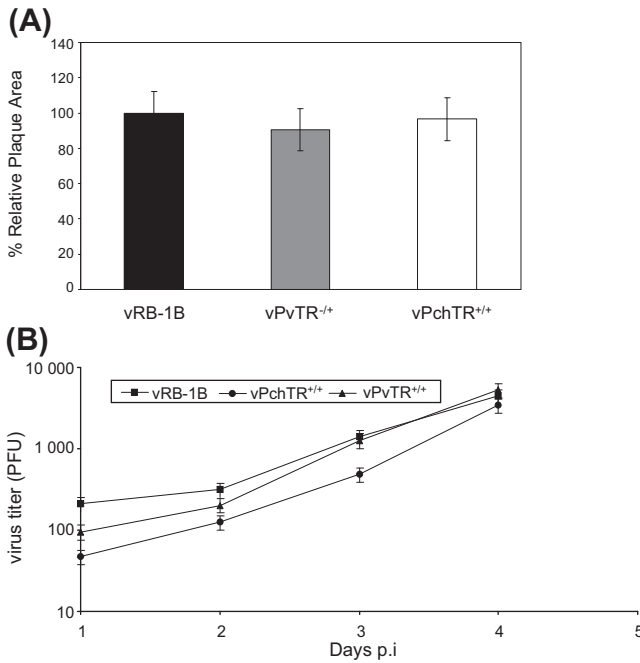 (A)
% Relative Plaque Area
140
120
100
80
60
40
20
0
vRB-1B
vPvTR-/+
vPchTR+/+
(B)
virus titer (PFU)
10 000
1 000
100
10
vRB-1B vPchTR+/+ vPvTR+/+
1 2 3 4 5
Days p.i